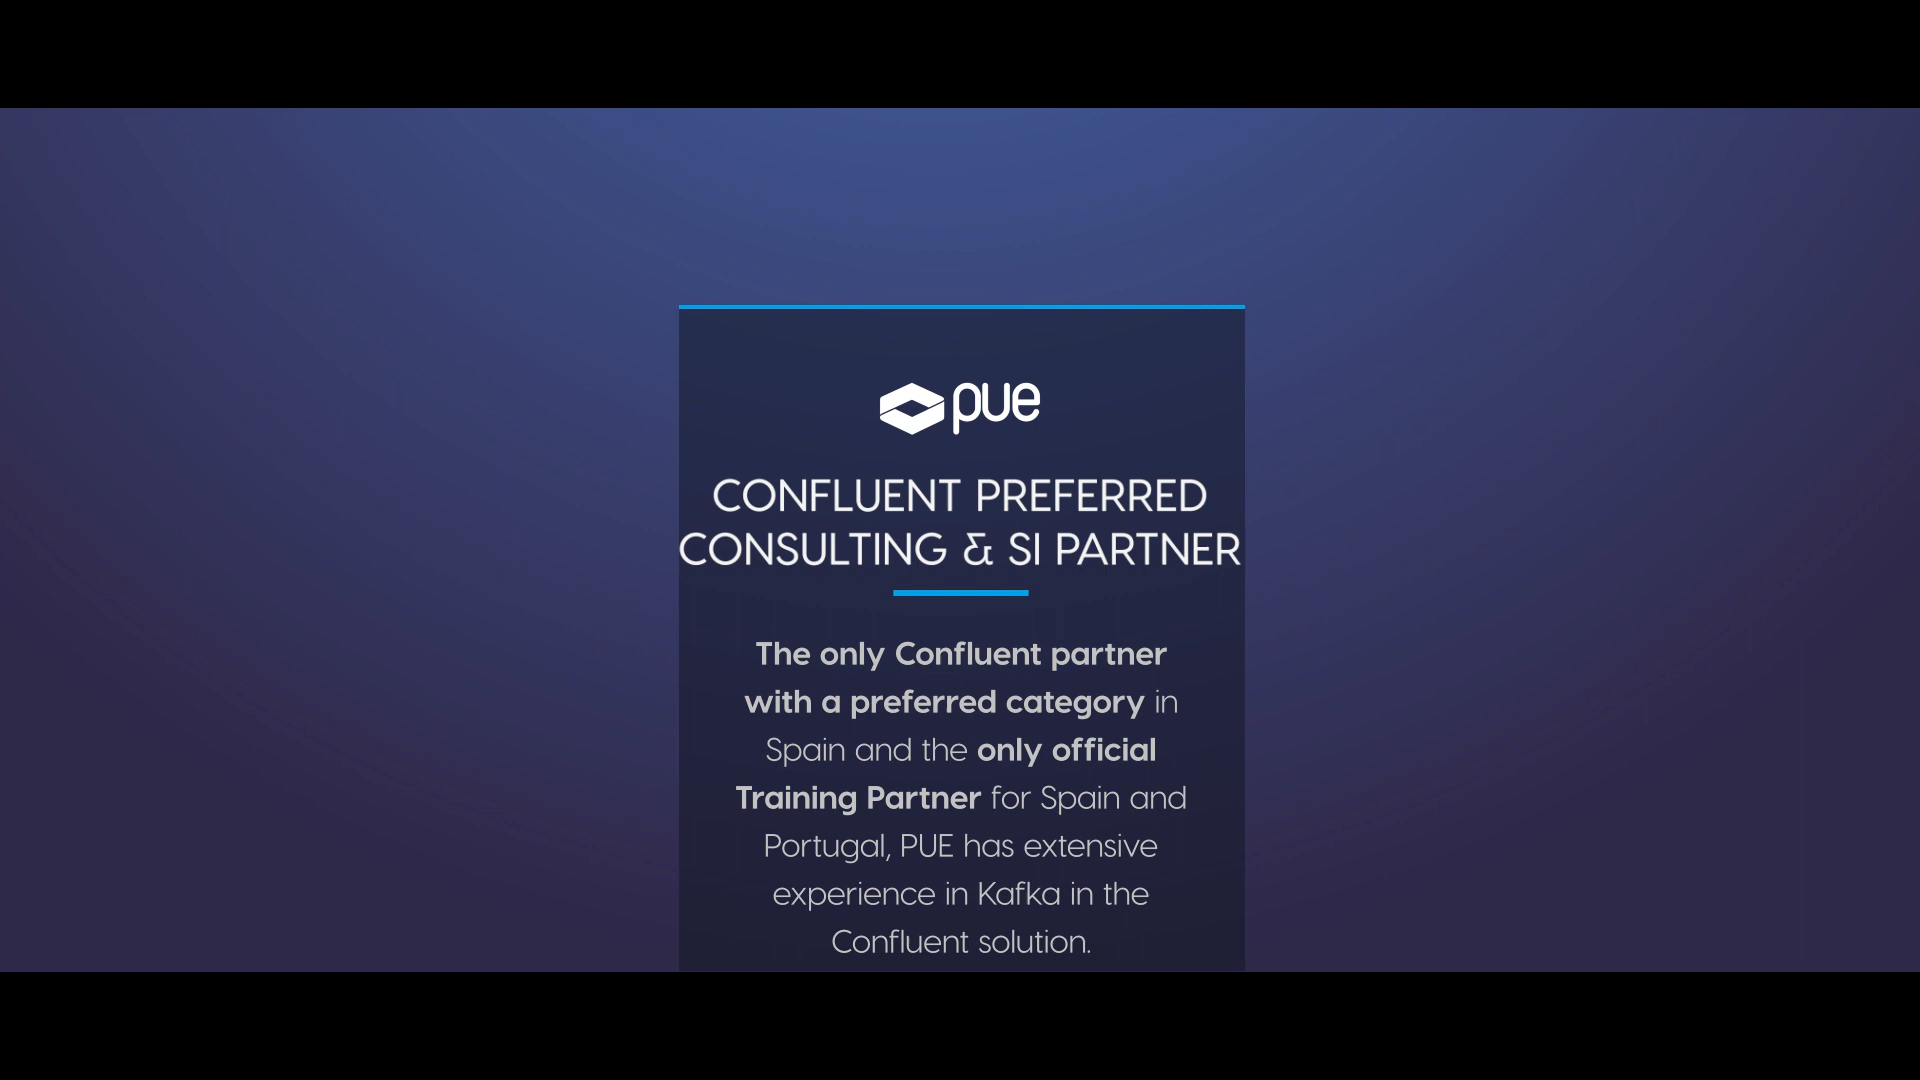 pue
CONFLUENT PREFERRED
CONSULTING & SI PARTNER
The only Confluent partner
with a preferred category in
Spain and the only official
Training Partner for Spain and
Portugal, PUE has extensive
experience in Kafka in the
Confluent solution.